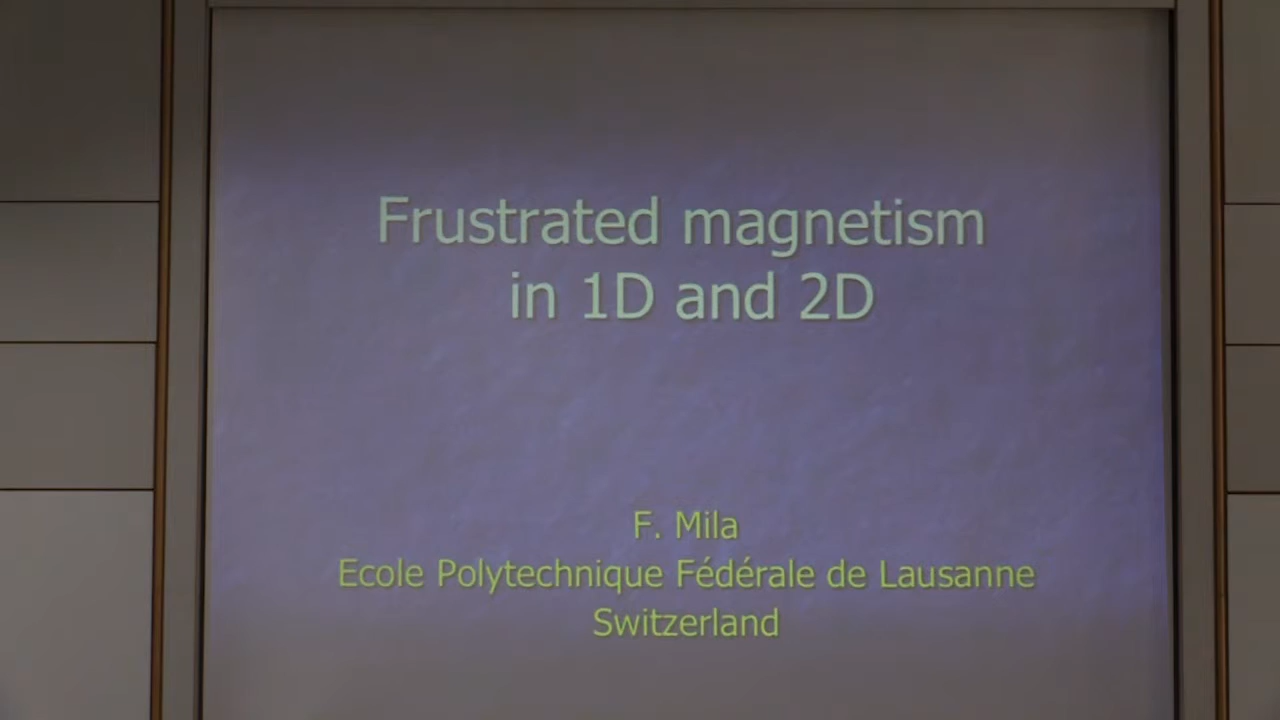 Frustrated magnetism
in 1D and 2D
F. Mila
Ecole Polytechnique Fédérale de Lausanne
Switzerland